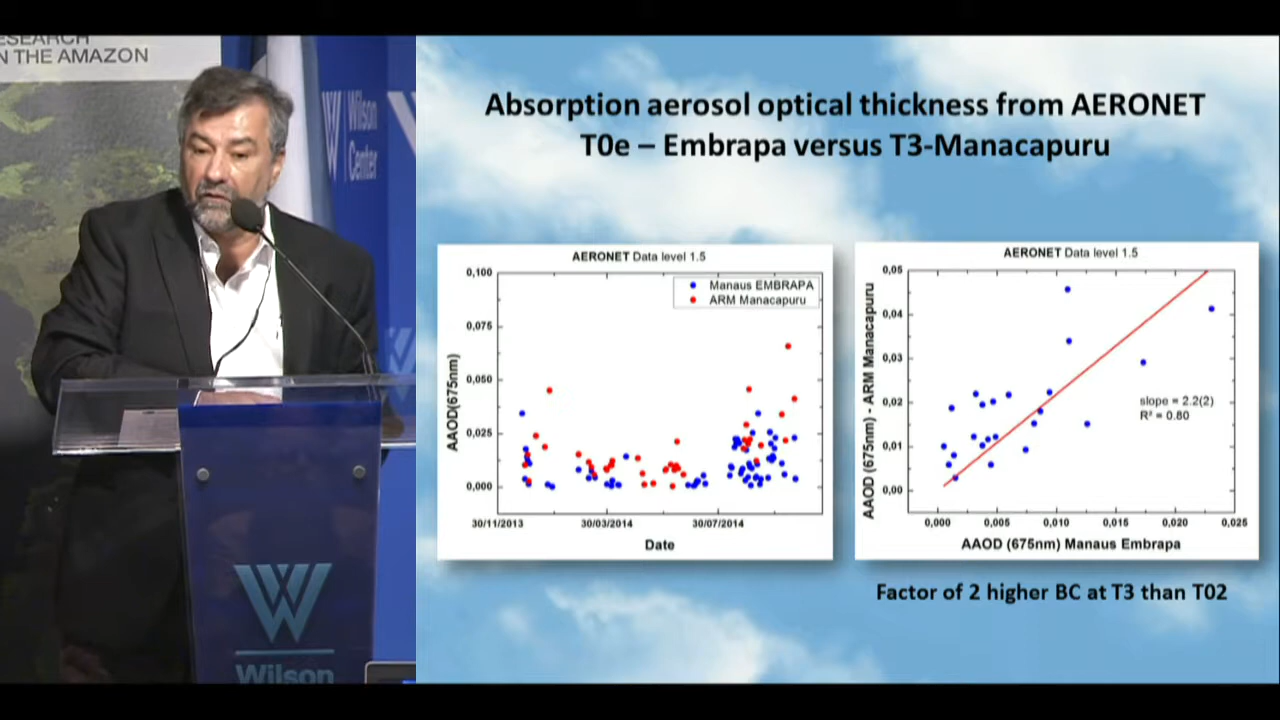 ESEARCH
N THE AMAZON
Wilson
Center
Wilson
Absorption aerosol optical thickness from AERONET
T0e – Embrapa versus T3-Manacapuru
AERONET Data level 1.5
Manaus EMBRAPA
ARM Manacapuru
AAOD(675nm)
0,100
0,075
0,050
0,025
0,000
30/11/2013
30/03/2014
30/07/2014
Date
AERONET Data level 1.5
AAOD (675nm) - ARM Manacapuru
0,05
0,04
0,03
0,02
0,01
0,00
slope = 2.2(2)
R² = 0.80
0,000
0,005
0,010
0,015
0,020
0,025
AAOD (675nm) Manaus Embrapa
Factor of 2 higher BC at T3 than T02